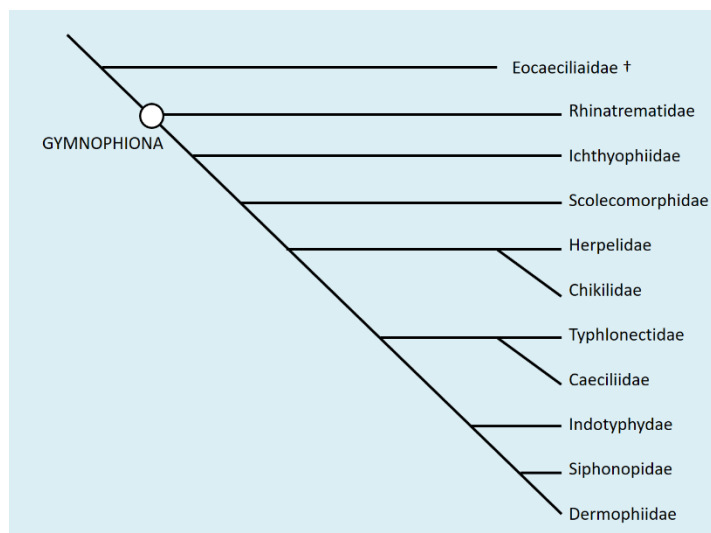 Eocaeciliaidae †
Rhinatrematidae
GYMNOPHIONA
Ichthyophiidae
Scolecomorphidae
Herpelidae
Chikilidae
Typhlonectidae
Caeciliidae
Indotyphydae
Siphonopidae
Dermophiidae